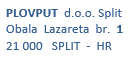 PLOVPUT d.o.o. Split
Obala Lazareta br. 1
21 000 SPLIT - HR